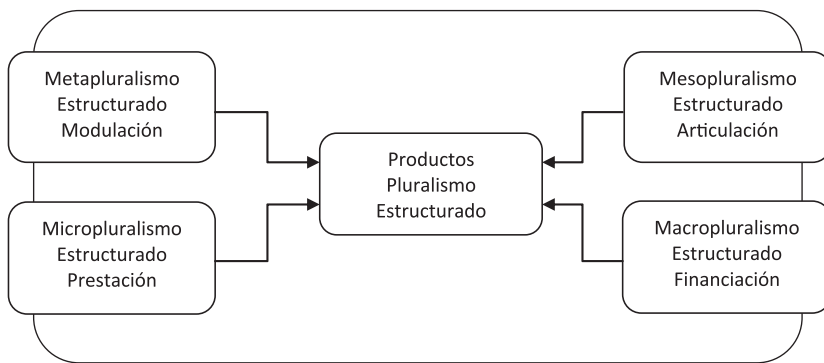 Metapluralismo
Estructurado
Modulación
Mesopluralismo
Estructurado
Articulación
Productos
Pluralismo
Estructurado
Micropluralismo
Estructurado
Prestación
Macropluralismo
Estructurado
Financiación